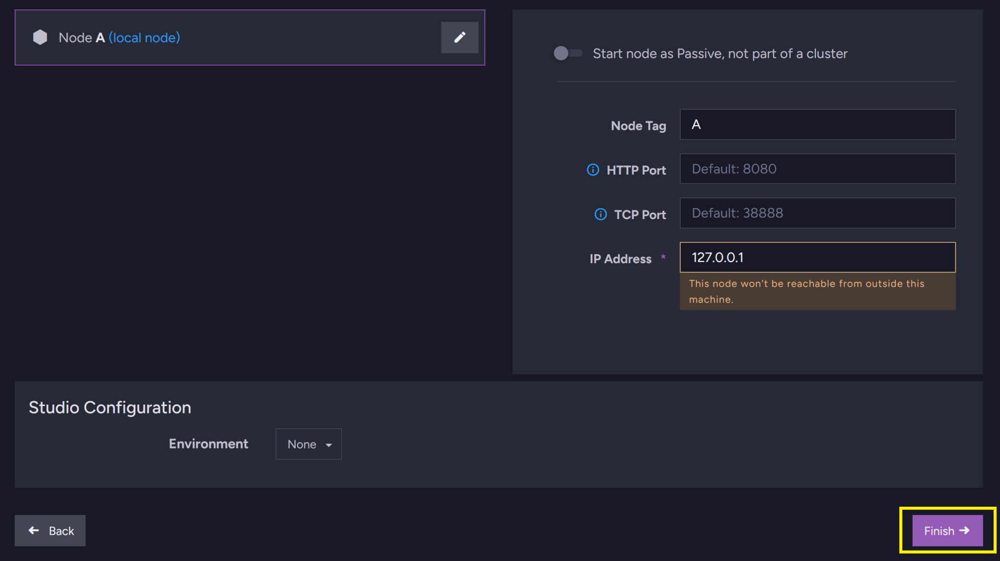 Node A (local node)
Start node as Passive, not part of a cluster
Node Tag
A
HTTP Port
Default: 8080
TCP Port
Default: 38888
IP Address *
127.0.0.1
This node won't be reachable from outside this
machine.
Studio Configuration
Environment
None
Back
Finish